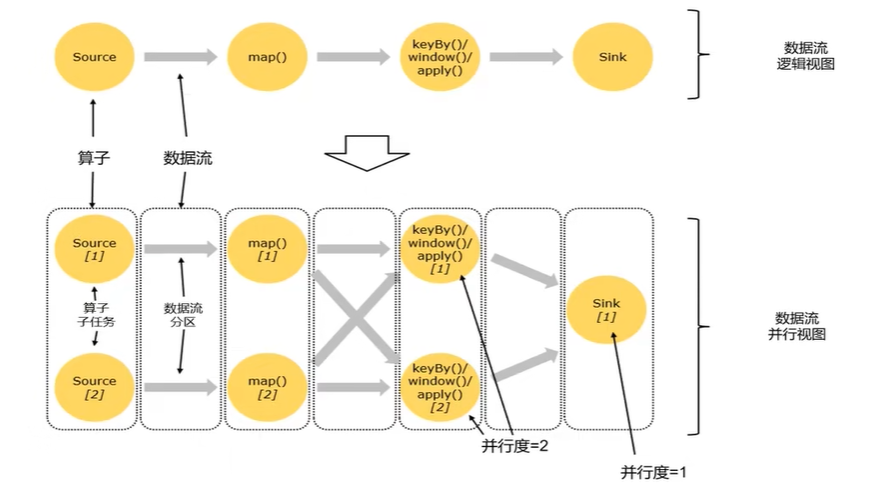 Source
map()
keyBy()/
window()/
apply()
Sink
数据流
逻辑视图
算子
数据流
Source
[1]
map()
[1]
keyBy()/
window()/
apply()
[1]
算子
子任务
数据流
分区
Sink
[1]
数据流
并行视图
Source
[2]
map()
[2]
keyBy()/
window()/
apply()
[2]
并行度=2
并行度=1